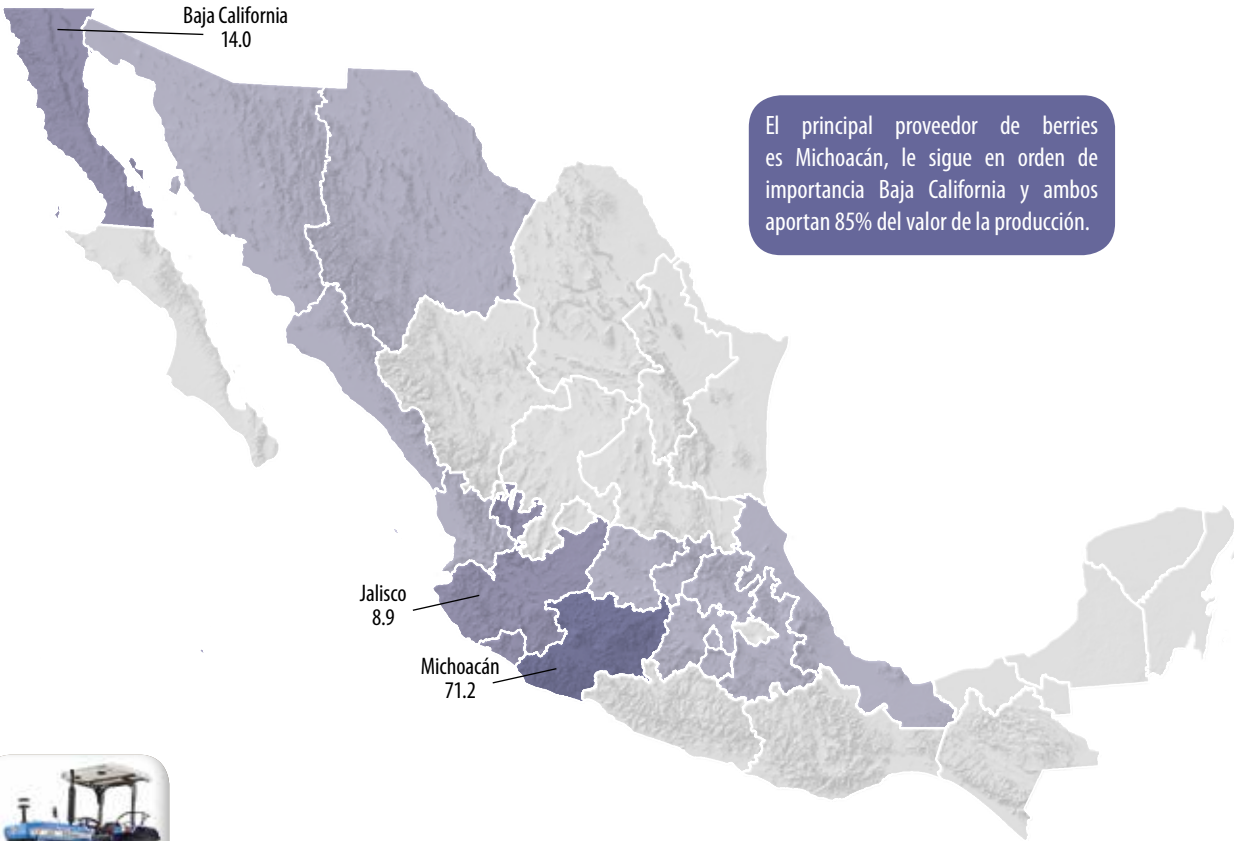 Baja California
14.0
El principal proveedor de berries
es Michoacán, le sigue en orden de
importancia Baja California y ambos
aportan 85% del valor de la producción.
Jalisco
8.9
Michoacán
71.2